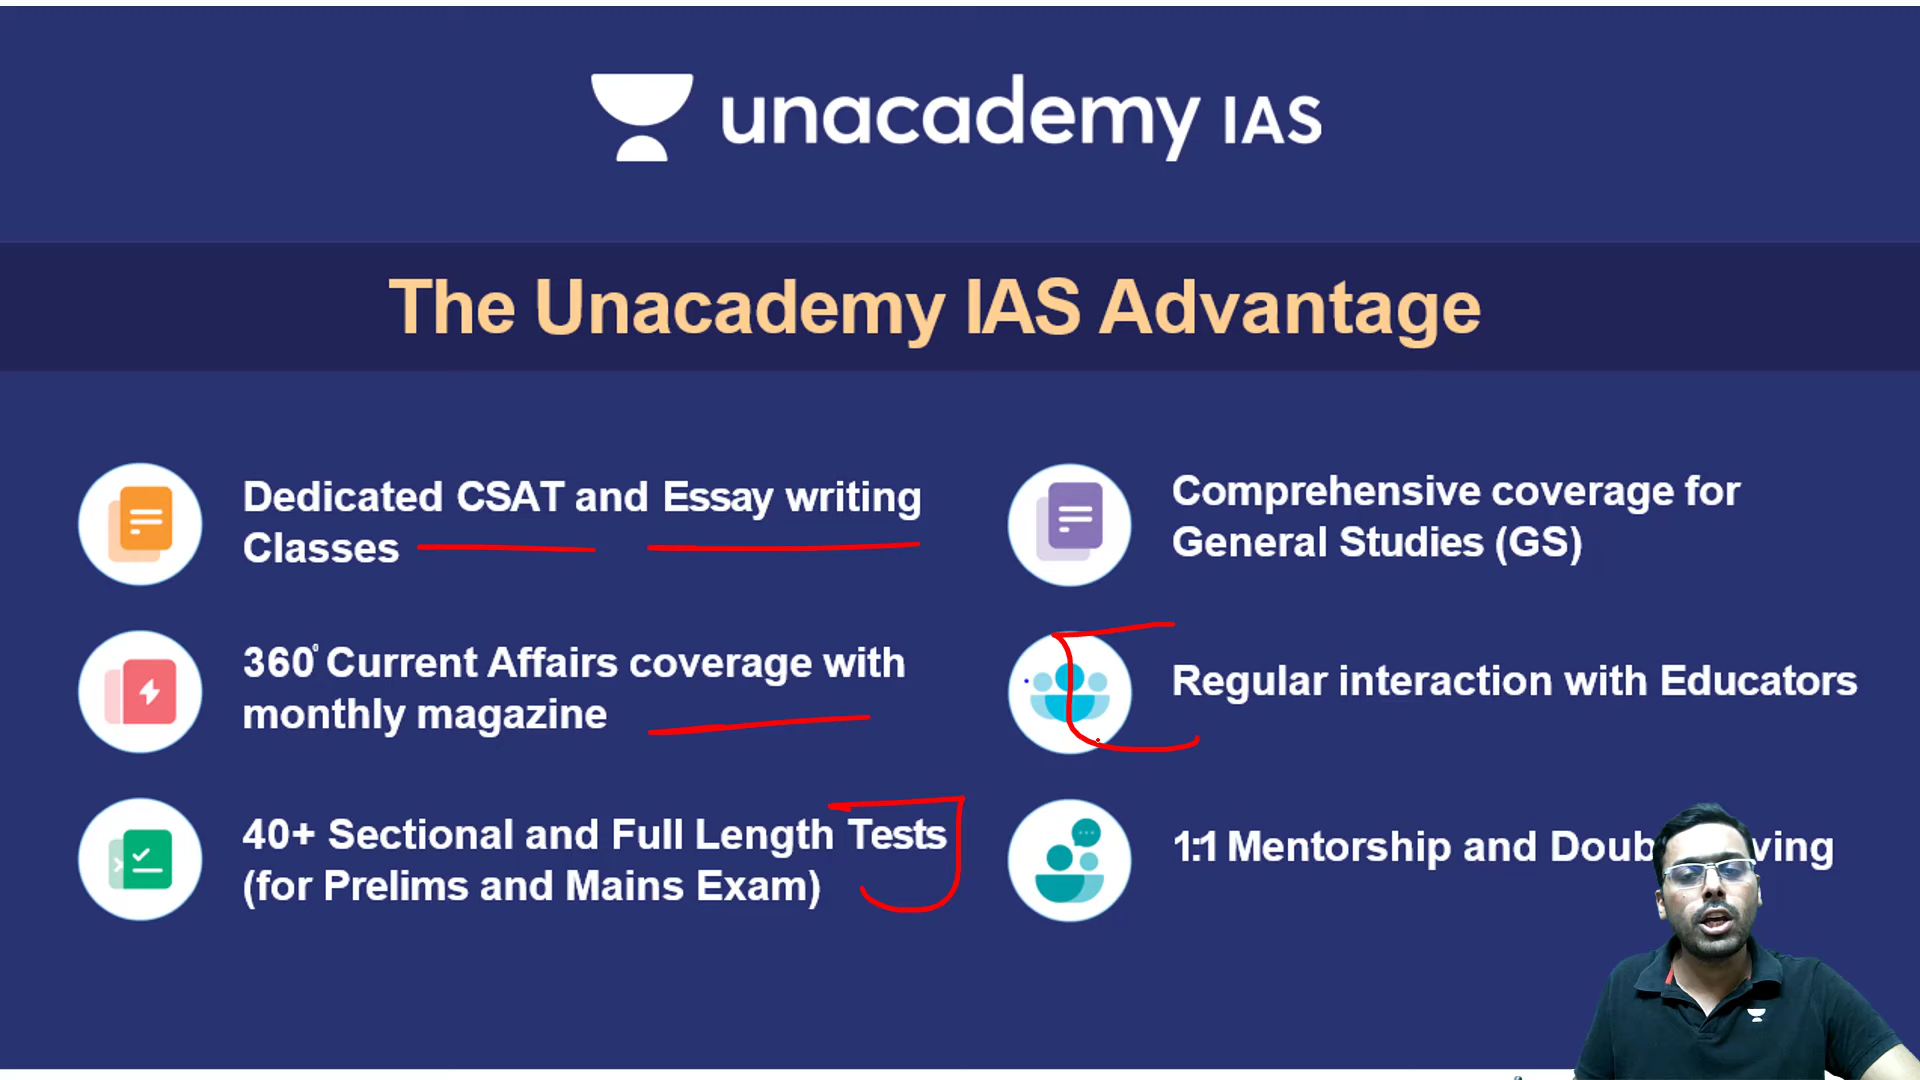 unacademy IAS
The Unacademy IAS Advantage
Dedicated CSAT and Essay writing
Classes
Comprehensive coverage for
General Studies (GS)
360° Current Affairs coverage with
monthly magazine
Regular interaction with Educators
40+ Sectional and Full Length Tests
(for Prelims and Mains Exam)
1:1 Mentorship and